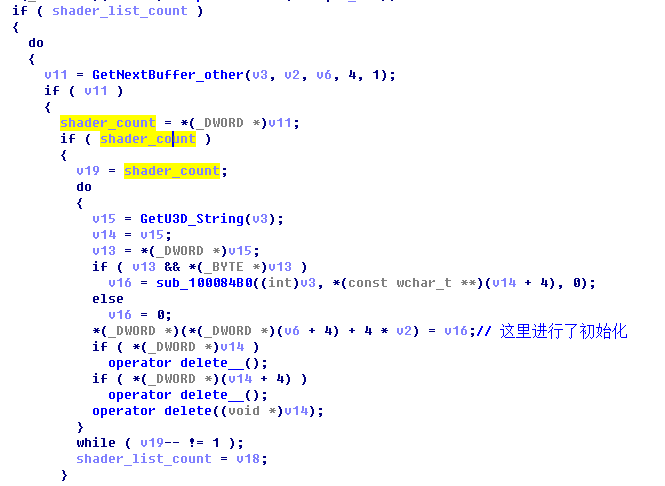 if ( shader_list_count )
{
do
{
v11 = GetNextBuffer_other(v3, v2, v6, 4, 1);
if ( v11 )
{
shader_count = *(_DWORD *)v11;
if ( shader_count )
{
v19 = shader_count;
do
{
v15 = GetU3D_String(v3);
v14 = v15;
v13 = *(_DWORD *)v15;
if ( v13 && *(_BYTE *)v13 )
v16 = sub_100084B0((int)v3, *(const wchar_t **)(v14 + 4), 0);
else
v16 = 0;
*(_DWORD *)(*(_DWORD *)(v6 + 4) + 4 * v2) = v16;// 这里进行了初始化
if ( *(_DWORD *)v14 )
operator delete__();
if ( *(_DWORD *)(v14 + 4) )
operator delete__();
operator delete((void *)v14);
}
while ( v19-- != 1 );
shader_list_count = v18;
}